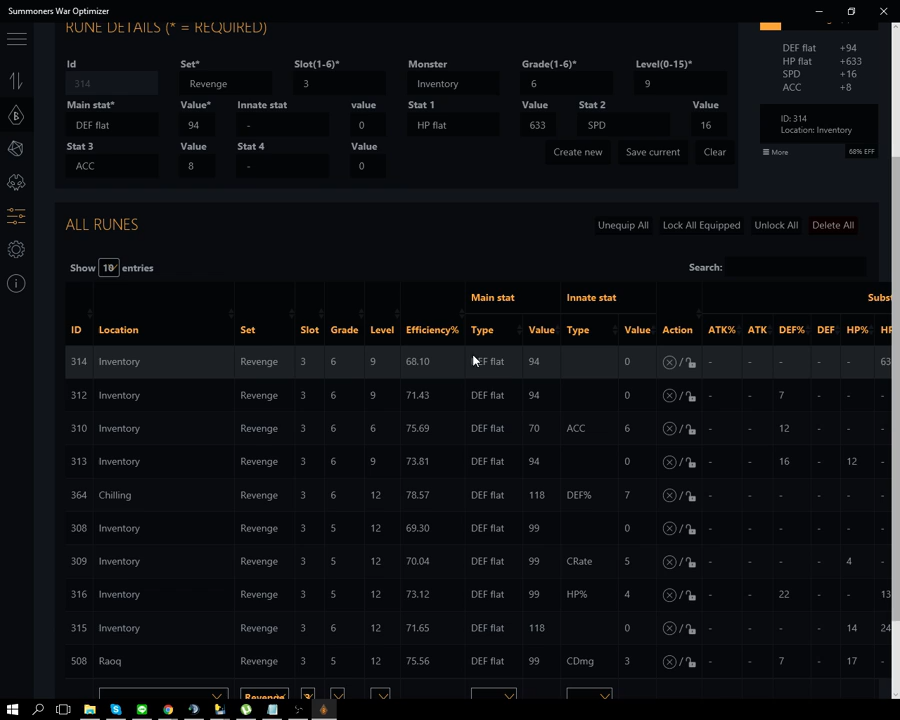 Summoners War Optimizer
RUNE DETAILS (* = REQUIRED)
Id Set* Slot(1-6)* Monster Grade(1-6)* Level(0-15)*
314 Revenge 3 Inventory 6 9
Main stat* Value* Innate stat value Stat 1 Value Stat 2 Value
DEF flat 94 - 0 HP flat 633 SPD 16
Stat 3 Value Stat 4 Value
ACC 8 - 0
Create new Save current Clear
DEF flat +94
HP flat +633
SPD +16
ACC +8
ID: 314
Location: Inventory
More 68% EFF
ALL RUNES
Unequip All Lock All Equipped Unlock All Delete All
Show 10 entries
Search:
Main stat Innate stat Subst
ID Location Set Slot Grade Level Efficiency% Type Value Type Value Action ATK% ATK DEF% DEF HP% HP
314 Inventory Revenge 3 6 9 68.10 DEF flat 94 0 / - - - - - 63
312 Inventory Revenge 3 6 9 71.43 DEF flat 94 0 / - - 7 - - -
310 Inventory Revenge 3 6 6 75.69 DEF flat 70 ACC 6 / - - 12 - - -
313 Inventory Revenge 3 6 9 73.81 DEF flat 94 0 / - - 16 - 12 -
364 Chilling Revenge 3 6 12 78.57 DEF flat 118 DEF% 7 / - - - - - -
308 Inventory Revenge 3 5 12 69.30 DEF flat 99 0 / - - - - - -
309 Inventory Revenge 3 5 12 70.04 DEF flat 99 CRate 5 / - - - - 4 -
316 Inventory Revenge 3 5 12 73.12 DEF flat 99 HP% 4 / - - 22 - - 13
315 Inventory Revenge 3 6 12 71.65 DEF flat 118 0 / - - - - 14 24
508 Raoq Revenge 3 5 12 75.56 DEF flat 99 CDmg 3 / - - 7 - 17 -
Revenge 3